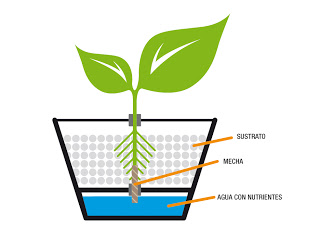 SUSTRATO
MECHA
AGUA CON NUTRIENTES